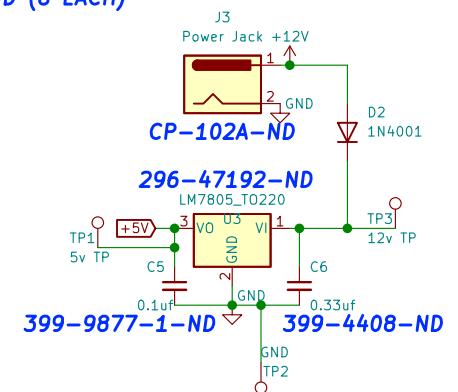 J3
Power Jack +12V
1
2
GND
CP-102A-ND
D2
1N4001
296-47192-ND
LM7805_TO220
U3
+5V
3
VO
VI
1
GND
2
TP1
5v TP
TP3
12v TP
C5
0.1uf
C6
0.33uf
GND
399-9877-1-ND
399-4408-ND
GND
TP2